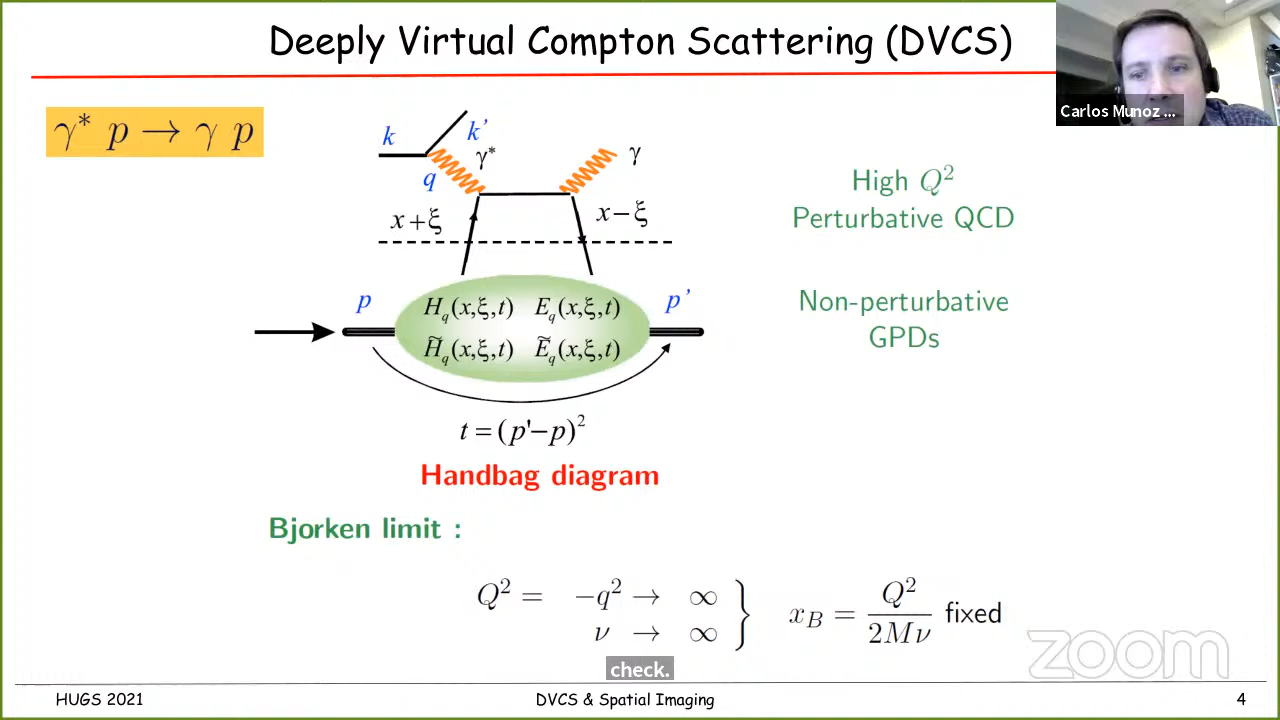 Deeply Virtual Compton Scattering (DVCS)
Carlos Munoz ...
γ* p → γ p
k
k'
γ*
γ
q
x+ξ
x−ξ
High Q²
Perturbative QCD
p
H_q(x,ξ,t) E_q(x,ξ,t)
p'
H̃_q(x,ξ,t) Ẽ_q(x,ξ,t)
Non-perturbative
GPDs
t = (p'−p)²
Handbag diagram
Bjorken limit :
Q² = −q² → ∞
ν → ∞
} x_B = Q² / 2Mν fixed
check.
zoom
HUGS 2021
DVCS & Spatial Imaging
4